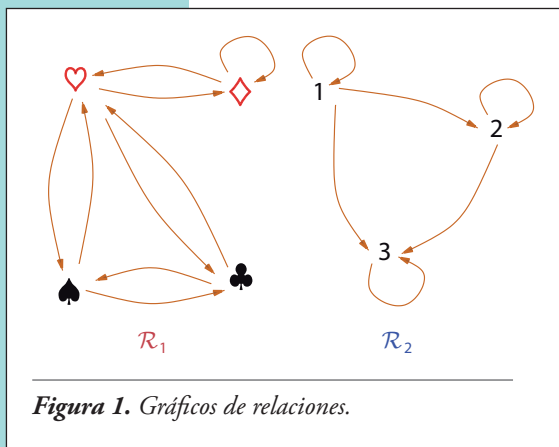 ♡ ♢ 1
2
3
♠ ♣
ℛ1 ℛ2
Figura 1. Gráficos de relaciones.